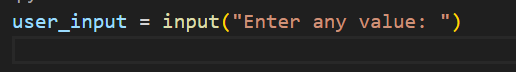 user_input = input("Enter any value: ")